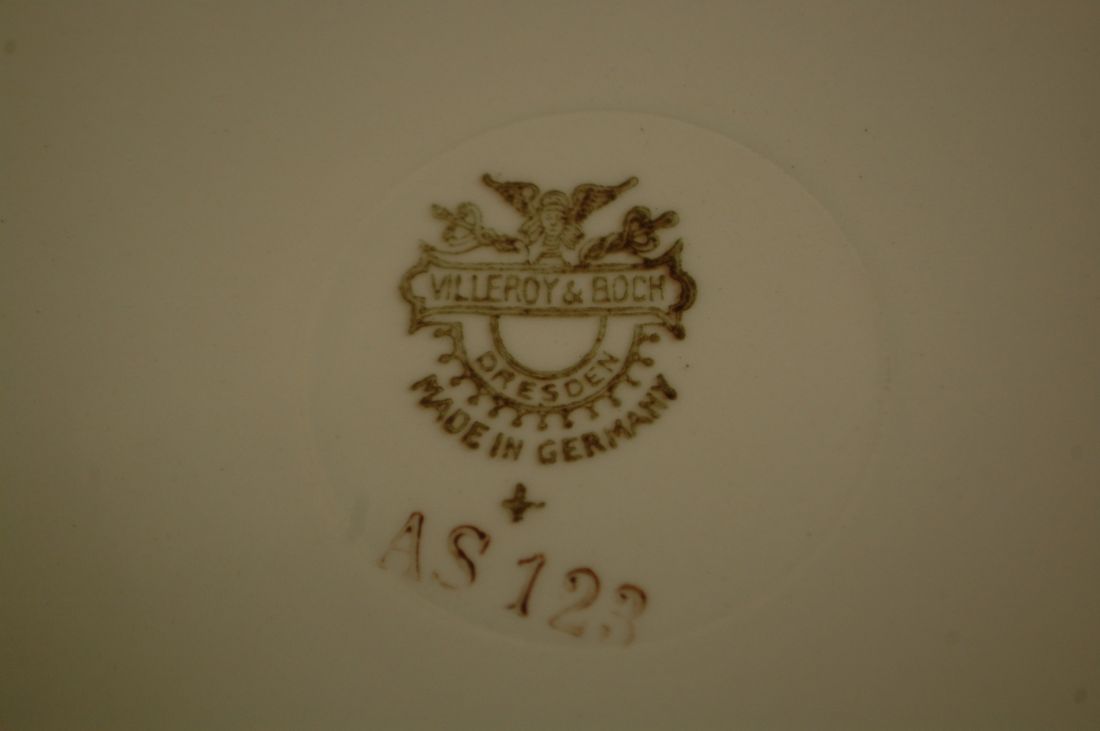 VILLEROY & BOCH
DRESDEN
MADE IN GERMANY
AS 123